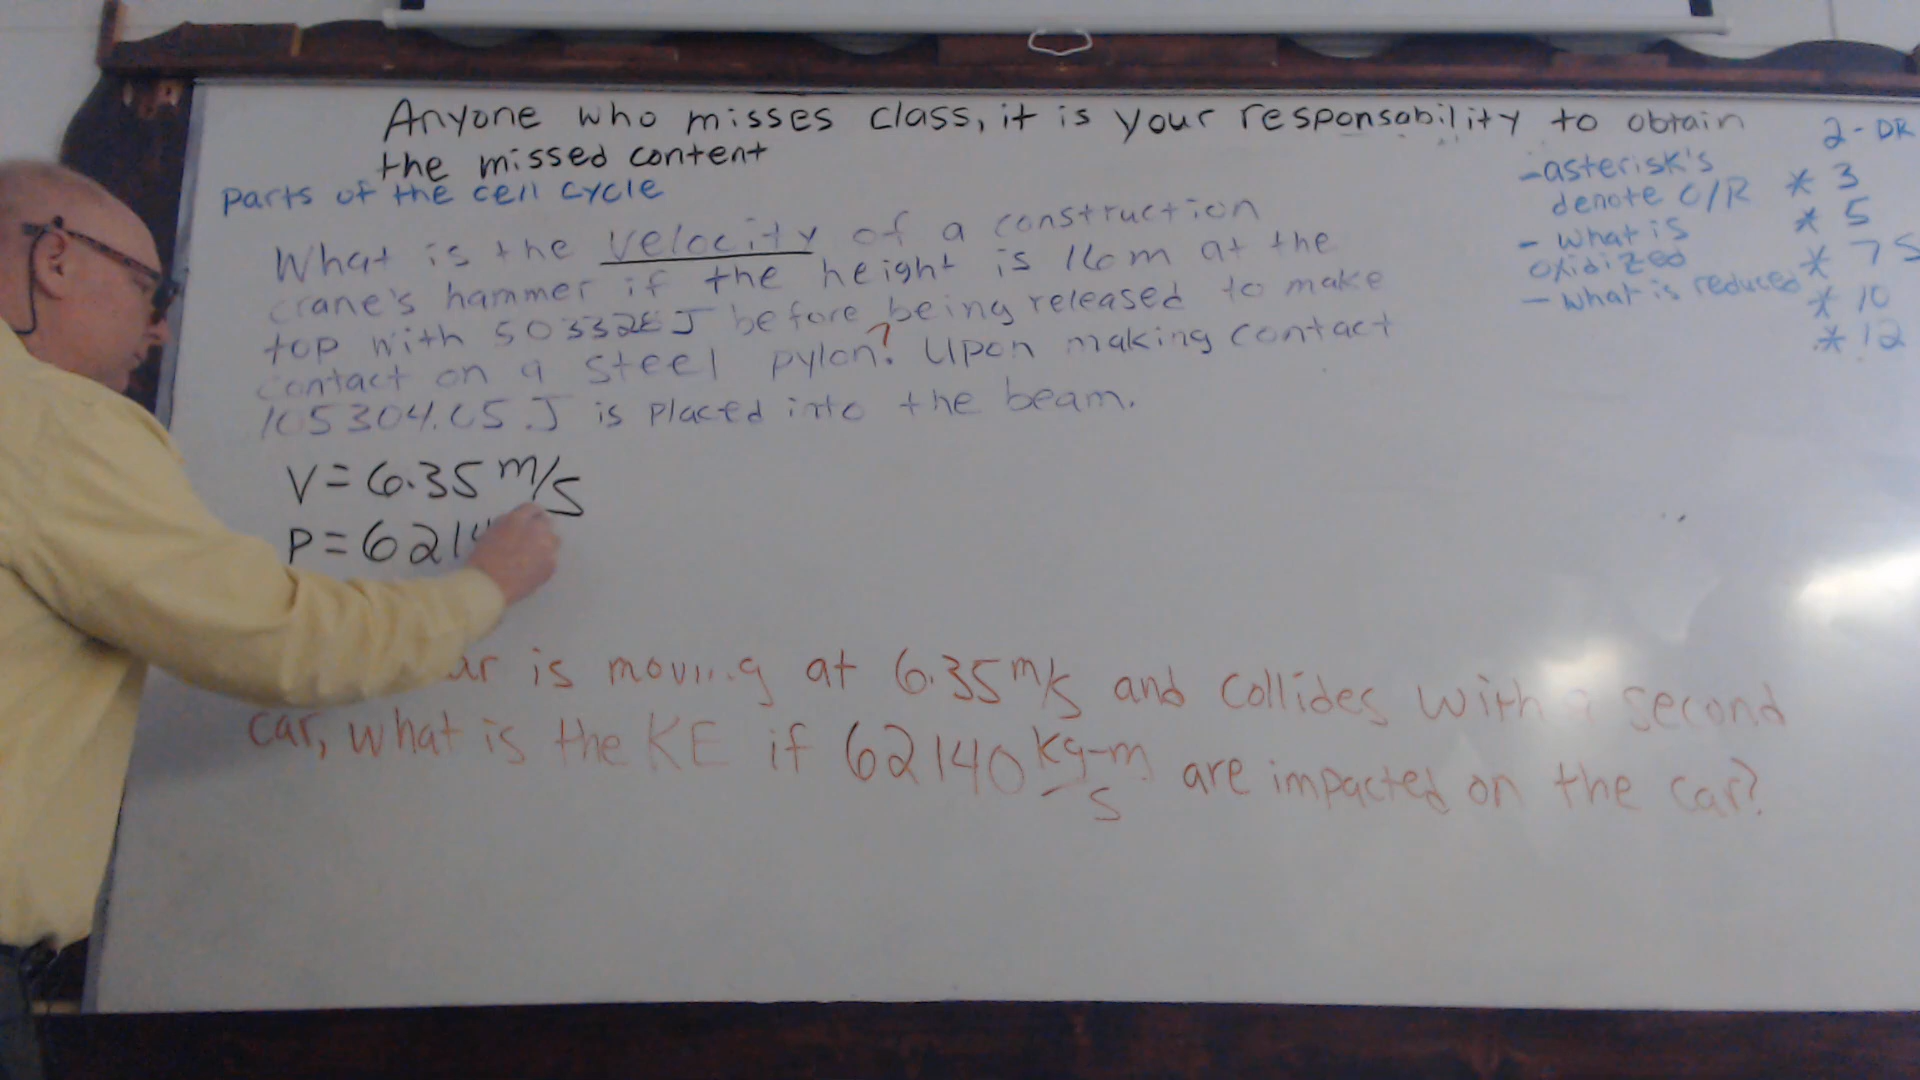 Anyone who misses class, it is your responsability to obtain
the missed content
Parts of the cell cycle
What is the velocity of a construction
crane's hammer if the height is 16m at the
top with 503328J before being released to make
contact on a steel pylon? Upon making contact
105304.05 J is placed into the beam.
V = 6.35 m/s
P = 6214
is moving at 6.35 m/s and collides with a second
car, what is the KE if 62140 kg-m/s are impacted on the car?
2-DR
-asterisk's
denote C/R
- what is
oxidized
- what is reduced
* 3
* 5
* 7 S
* 10
* 12